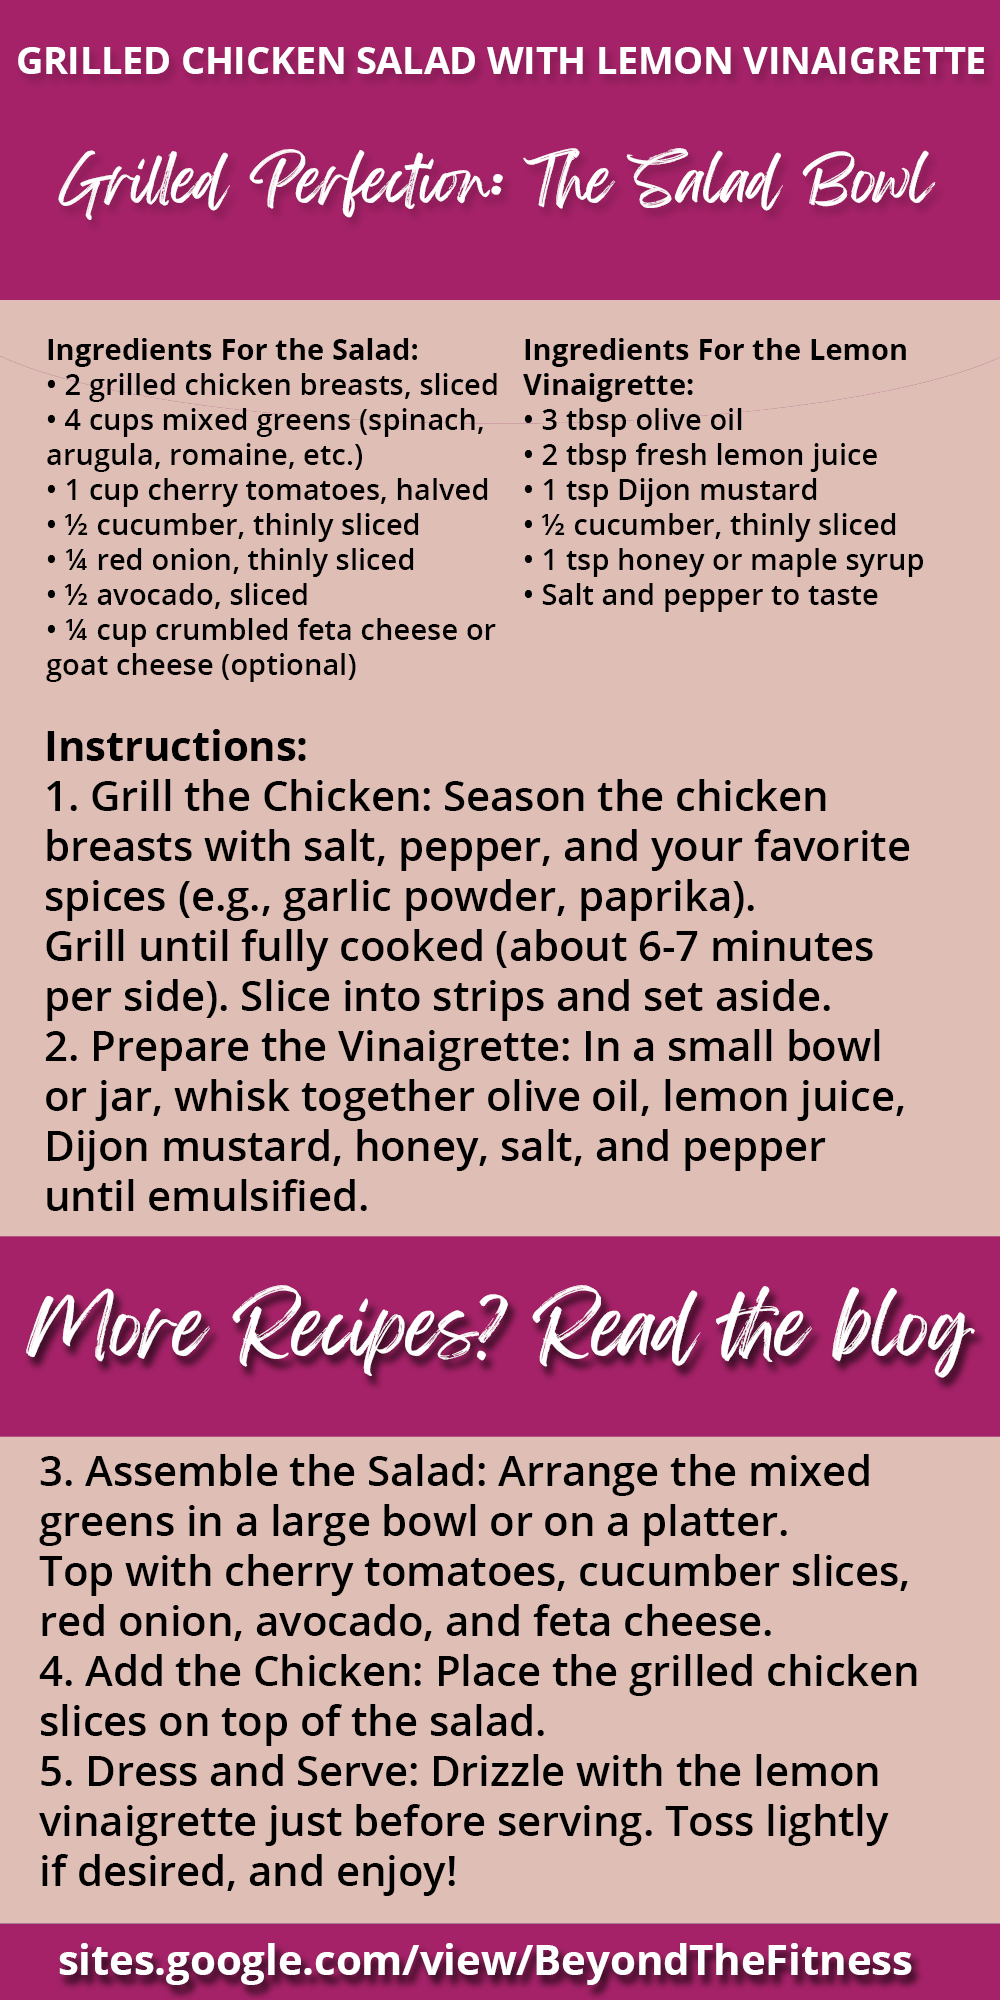 GRILLED CHICKEN SALAD WITH LEMON VINAIGRETTE
Grilled Perfection: The Salad Bowl
Ingredients For the Salad:
• 2 grilled chicken breasts, sliced
• 4 cups mixed greens (spinach,
arugula, romaine, etc.)
• 1 cup cherry tomatoes, halved
• ½ cucumber, thinly sliced
• ¼ red onion, thinly sliced
• ½ avocado, sliced
• ¼ cup crumbled feta cheese or
goat cheese (optional)
Ingredients For the Lemon
Vinaigrette:
• 3 tbsp olive oil
• 2 tbsp fresh lemon juice
• 1 tsp Dijon mustard
• ½ cucumber, thinly sliced
• 1 tsp honey or maple syrup
• Salt and pepper to taste
Instructions:
1. Grill the Chicken: Season the chicken
breasts with salt, pepper, and your favorite
spices (e.g., garlic powder, paprika).
Grill until fully cooked (about 6-7 minutes
per side). Slice into strips and set aside.
2. Prepare the Vinaigrette: In a small bowl
or jar, whisk together olive oil, lemon juice,
Dijon mustard, honey, salt, and pepper
until emulsified.
More Recipes? Read the blog
3. Assemble the Salad: Arrange the mixed
greens in a large bowl or on a platter.
Top with cherry tomatoes, cucumber slices,
red onion, avocado, and feta cheese.
4. Add the Chicken: Place the grilled chicken
slices on top of the salad.
5. Dress and Serve: Drizzle with the lemon
vinaigrette just before serving. Toss lightly
if desired, and enjoy!
sites.google.com/view/BeyondTheFitness